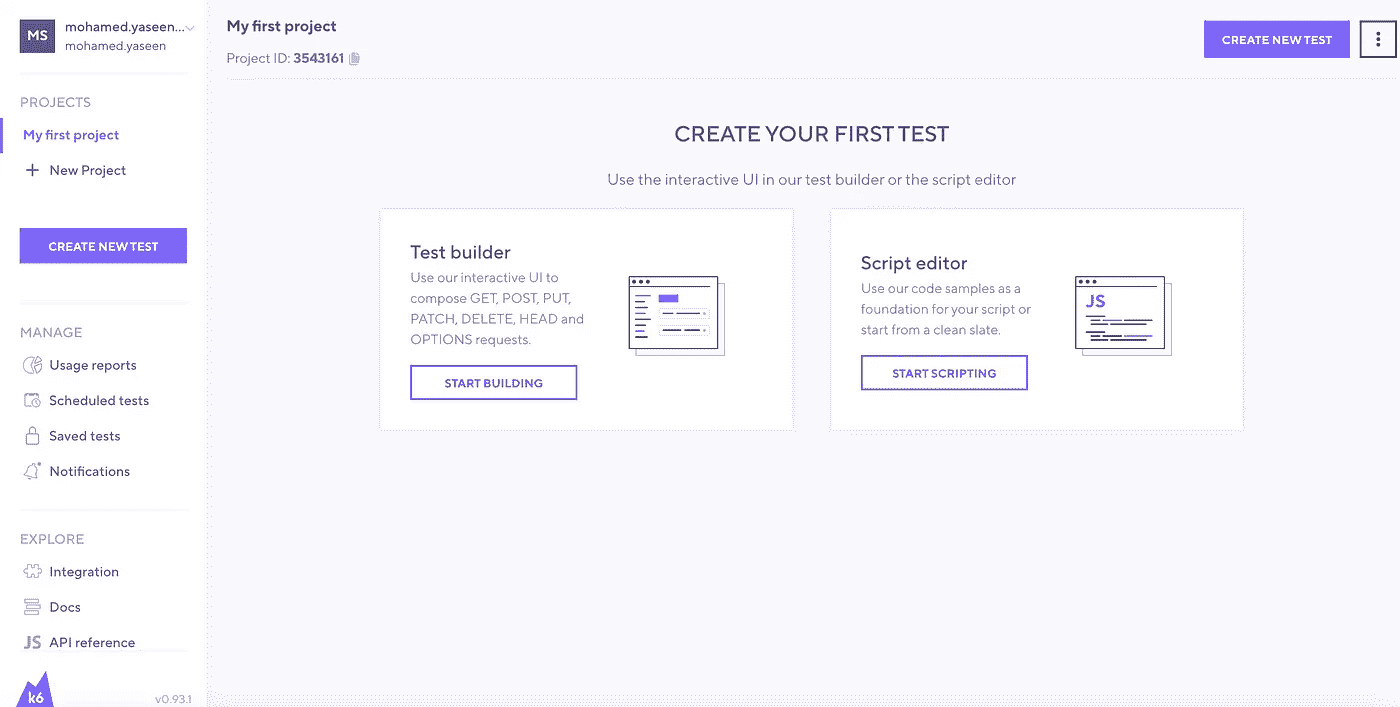 MS
mohamed.yaseen...
mohamed.yaseen
PROJECTS
My first project
New Project
CREATE NEW TEST
MANAGE
Usage reports
Scheduled tests
Saved tests
Notifications
EXPLORE
Integration
Docs
JS API reference
k6
v0.93.1
My first project
Project ID: 3543161
CREATE NEW TEST
CREATE YOUR FIRST TEST
Use the interactive UI in our test builder or the script editor
Test builder
Use our interactive UI to
compose GET, POST, PUT,
PATCH, DELETE, HEAD and
OPTIONS requests.
START BUILDING
Script editor
Use our code samples as a
foundation for your script or
start from a clean slate.
START SCRIPTING
JS